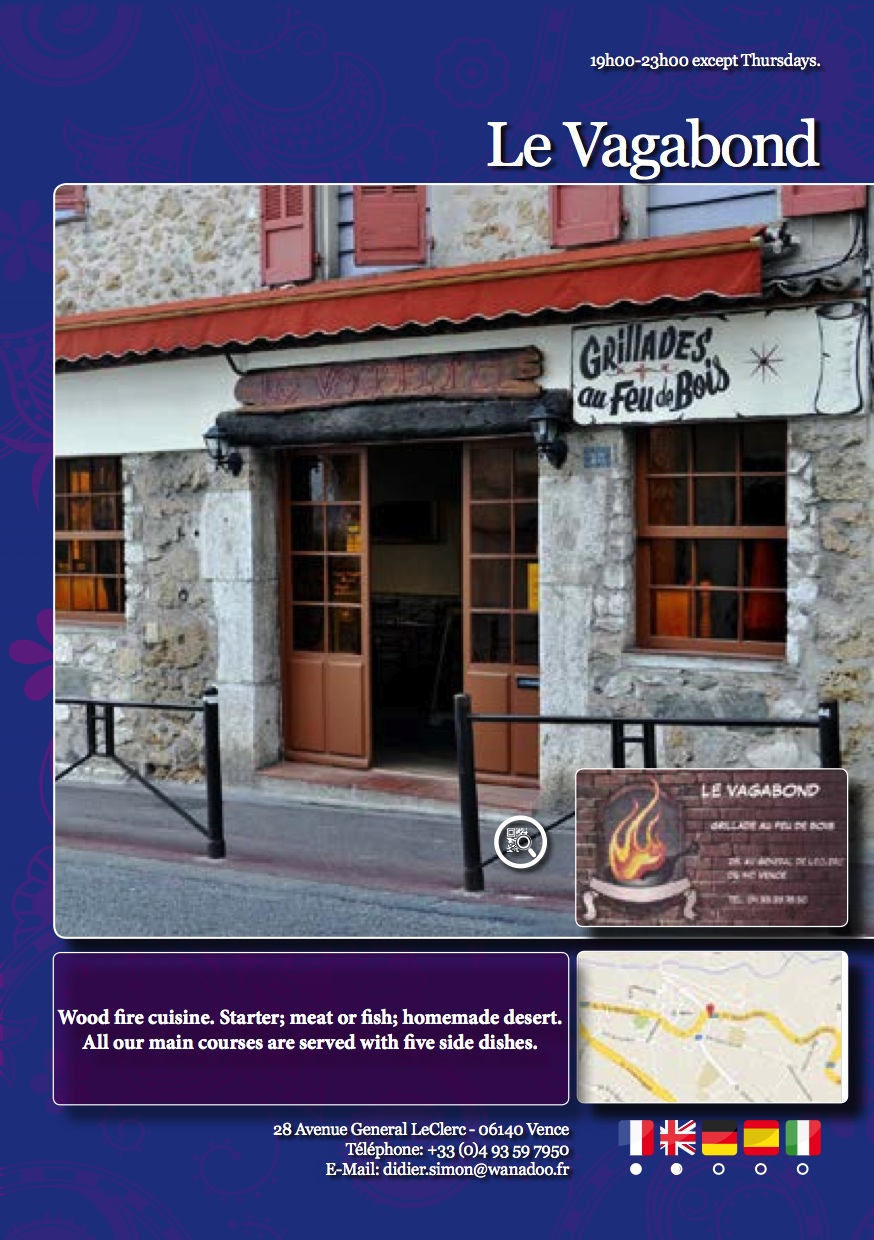 19h00-23h00 except Thursdays.
Le Vagabond
GRillADES
au Feu de Bois
LE VAGABOND
GRILLADE AU FEU DE BOIS
VENCE
TEL:
Wood fire cuisine. Starter; meat or fish; homemade desert.
All our main courses are served with five side dishes.
28 Avenue General LeClerc - 06140 Vence
Téléphone: +33 (0)4 93 59 7950
E-Mail: didier.simon@wanadoo.fr